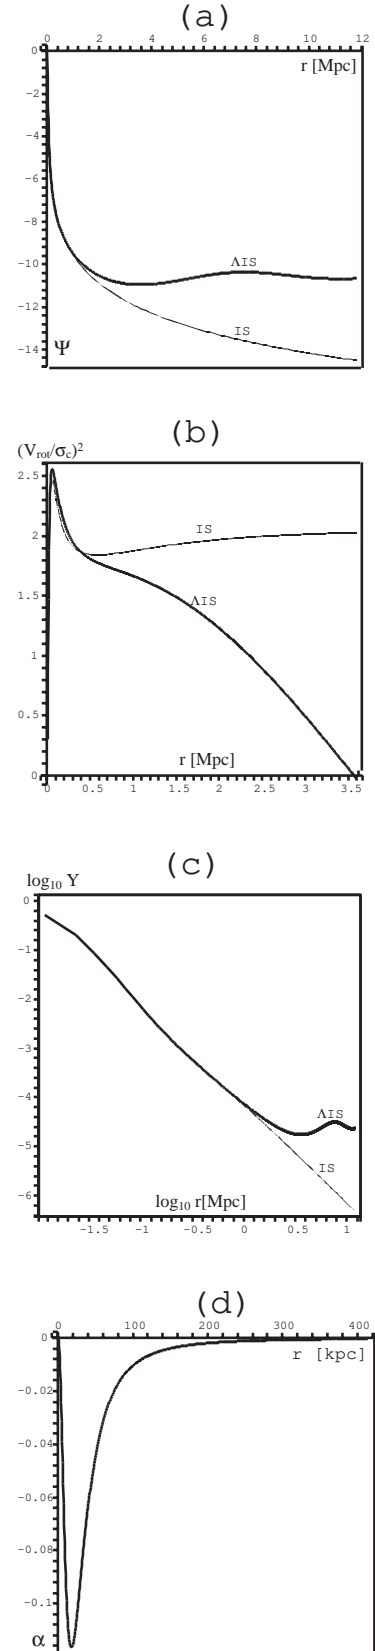 (a)
0 2 4 6 8 10 12
r [Mpc]
0
-2
-4
-6
-8
-10
-12
-14
ΛIS
IS
Ψ
(b)
(Vrot/σc)2
2.5
2
1.5
1
0.5
0
IS
ΛIS
r [Mpc]
0 0.5 1 1.5 2 2.5 3 3.5
(c)
log10 Y
0
-1
-2
-3
-4
-5
-6
ΛIS
IS
log10 r[Mpc]
-1.5 -1 -0.5 0 0.5 1
(d)
0 100 200 300 400
r [kpc]
0
-0.02
-0.04
-0.06
-0.08
-0.1
α